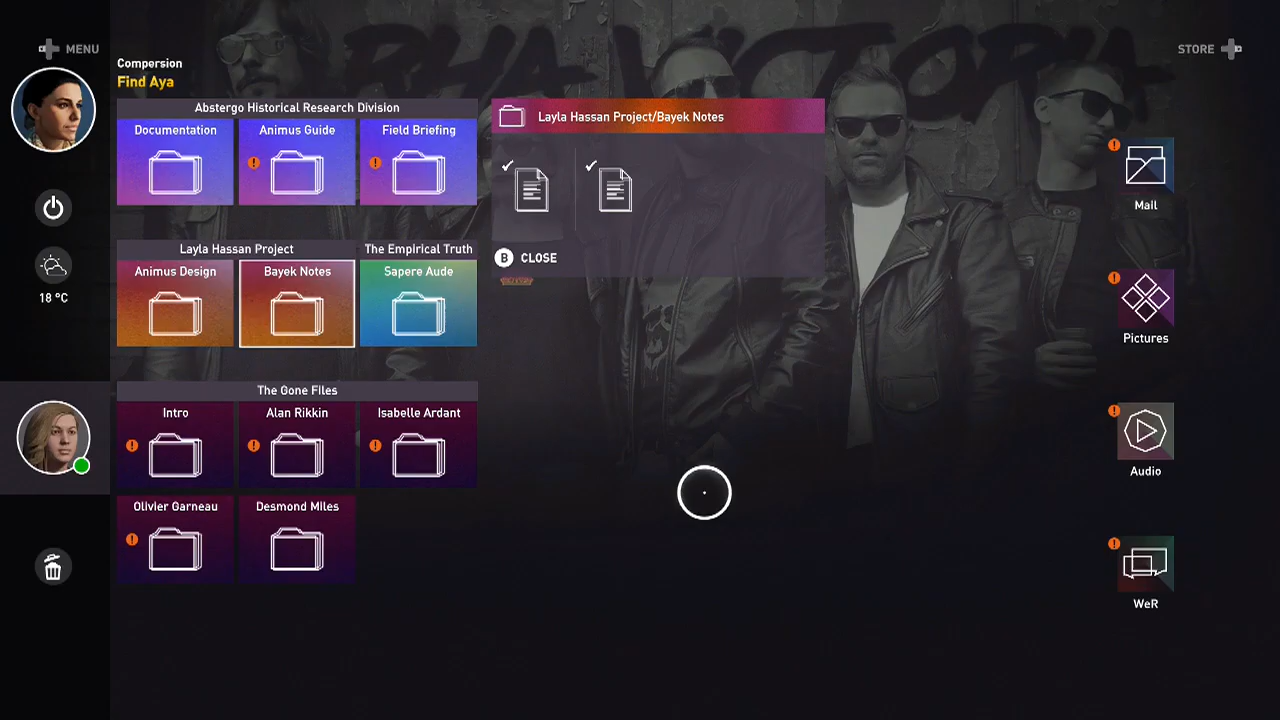 MENU
STORE
Compersion
Find Aya
Abstergo Historical Research Division
Documentation
Animus Guide
Field Briefing
Layla Hassan Project
The Empirical Truth
Animus Design
Bayek Notes
Sapere Aude
The Gone Files
Intro
Alan Rikkin
Isabelle Ardant
Olivier Garneau
Desmond Miles
Layla Hassan Project/Bayek Notes
B CLOSE
18 °C
Mail
Pictures
Audio
WeR